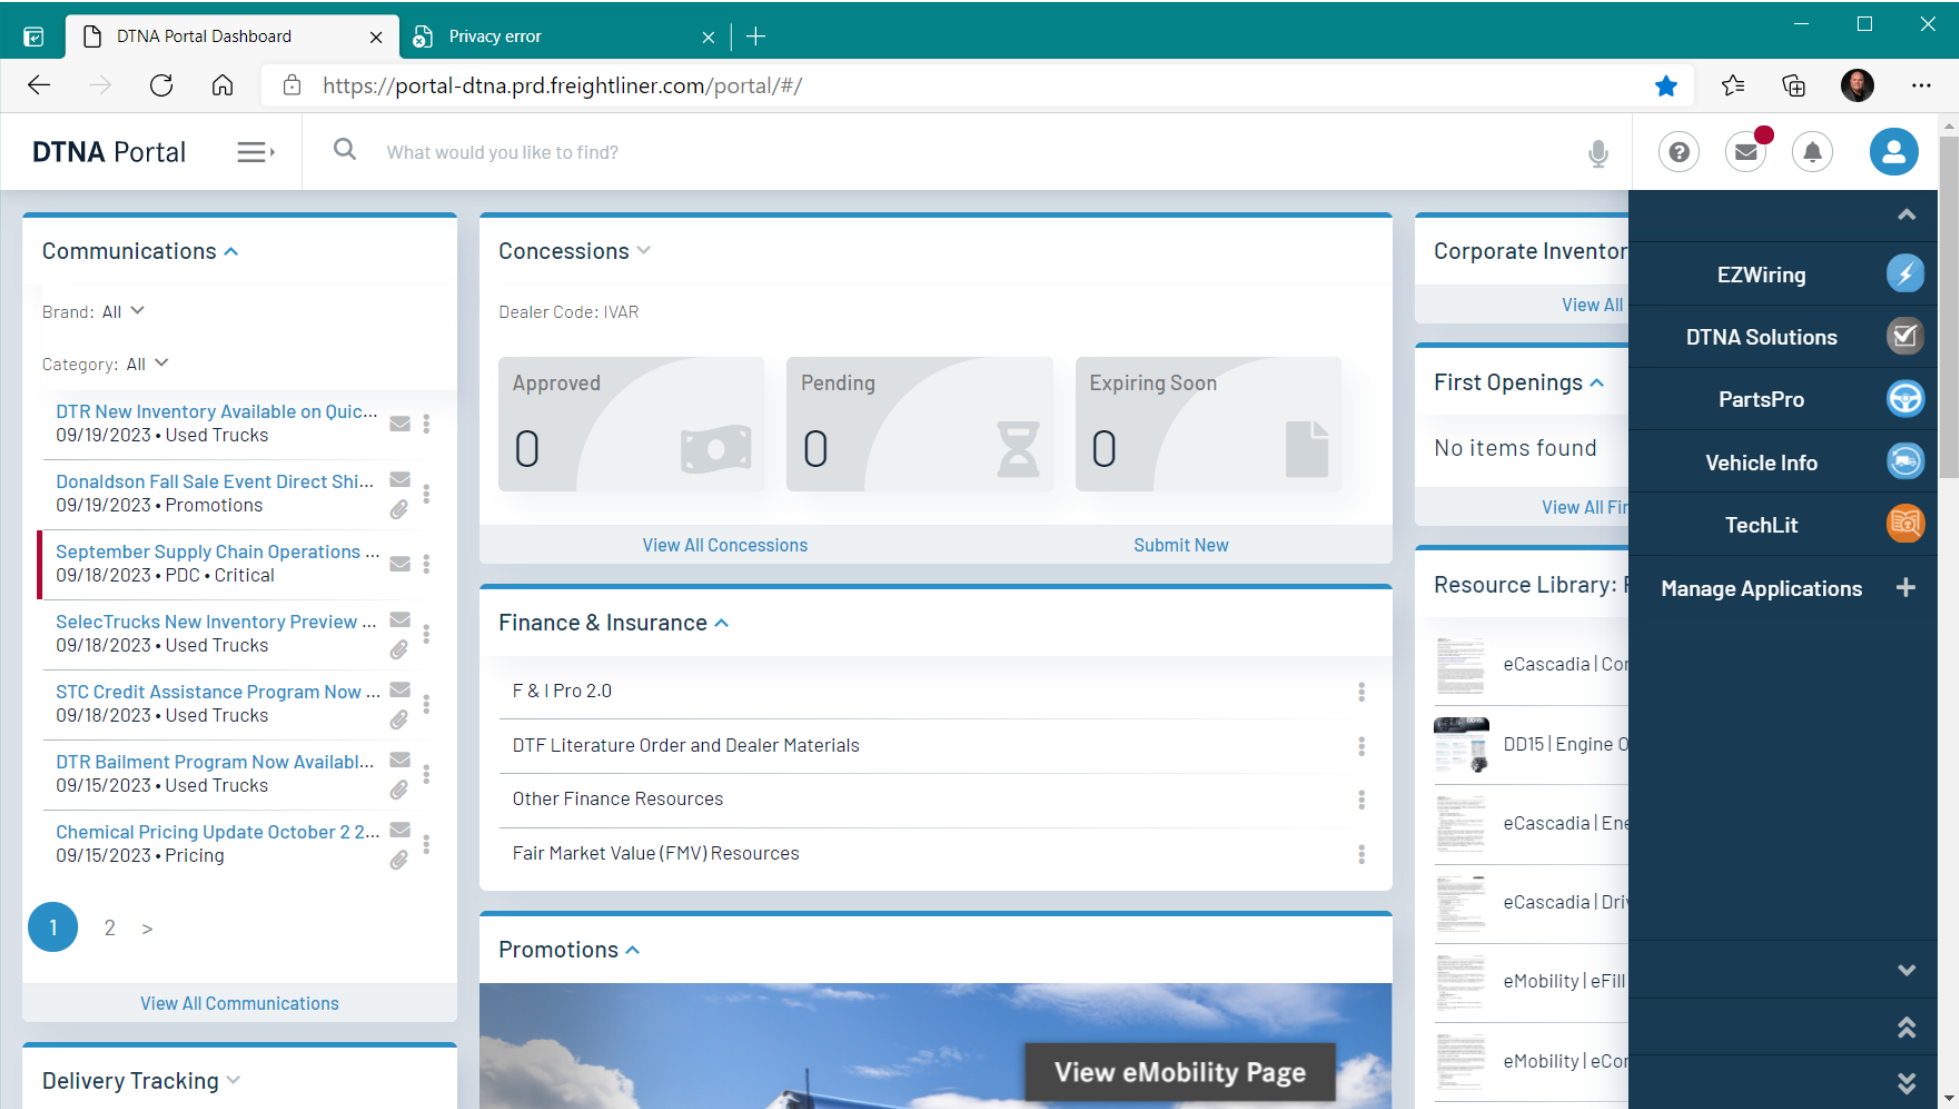 DTNA Portal Dashboard
Privacy error
https://portal-dtna.prd.freightliner.com/portal/#/
DTNA Portal
What would you like to find?
Communications
Brand: All
Category: All
DTR New Inventory Available on Quic...
09/19/2023 • Used Trucks
Donaldson Fall Sale Event Direct Shi...
09/19/2023 • Promotions
September Supply Chain Operations ...
09/18/2023 • PDC • Critical
SelecTrucks New Inventory Preview ...
09/18/2023 • Used Trucks
STC Credit Assistance Program Now ...
09/18/2023 • Used Trucks
DTR Bailment Program Now Availabl...
09/15/2023 • Used Trucks
Chemical Pricing Update October 2 2...
09/15/2023 • Pricing
1 2 >
View All Communications
Delivery Tracking
Concessions
Dealer Code: IVAR
Approved
0
Pending
0
Expiring Soon
0
View All Concessions
Submit New
Finance & Insurance
F & I Pro 2.0
DTF Literature Order and Dealer Materials
Other Finance Resources
Fair Market Value (FMV) Resources
Promotions
View eMobility Page
Corporate Inventor
View All
First Openings
No items found
View All Fir
Resource Library:
eCascadia | Cor
DD15 | Engine O
eCascadia | Ene
eCascadia | Driv
eMobility | eFill
eMobility | eCor
EZWiring
DTNA Solutions
PartsPro
Vehicle Info
TechLit
Manage Applications